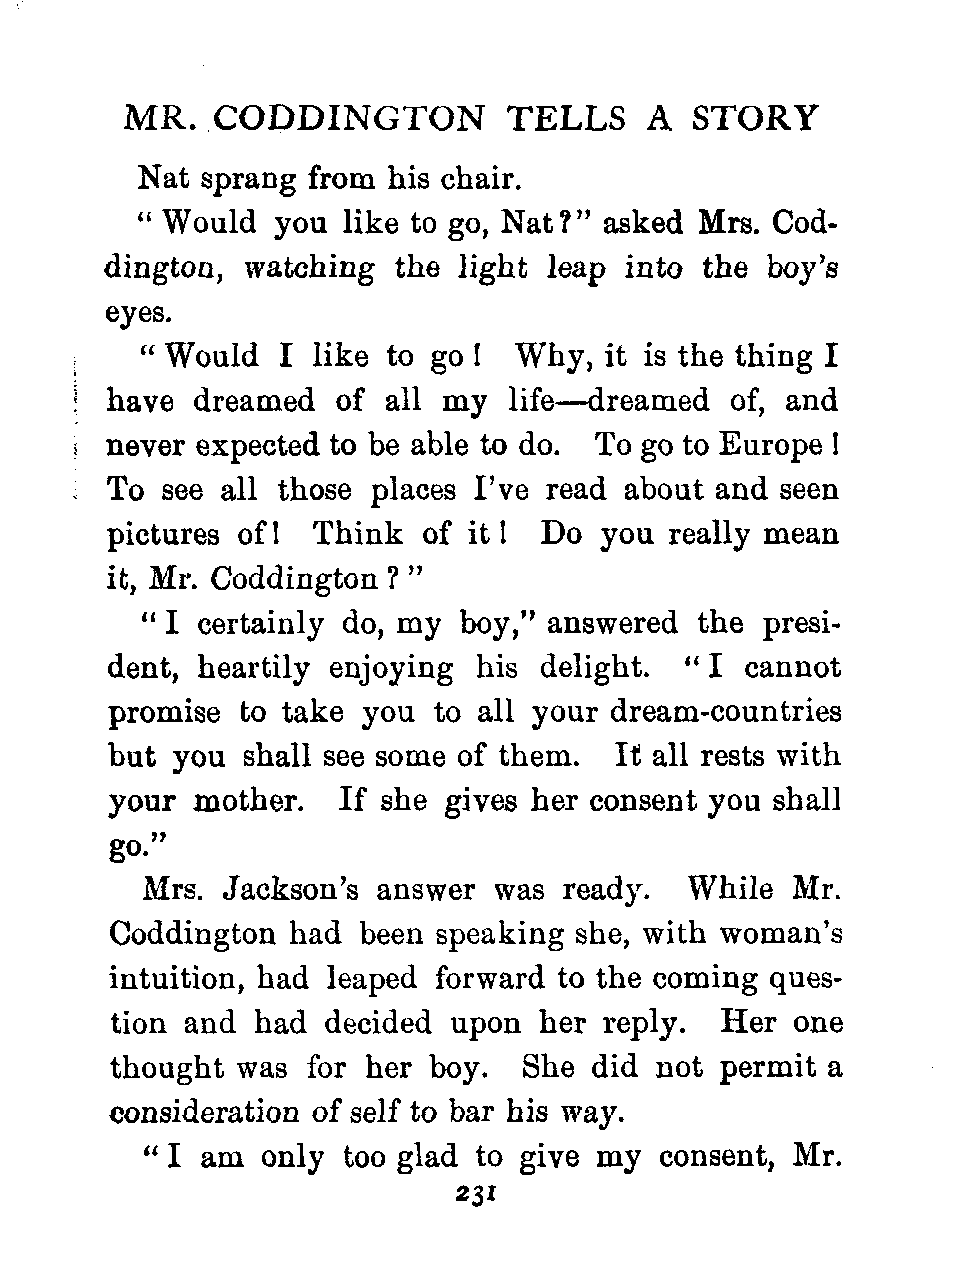 MR. CODDINGTON TELLS A STORY
Nat sprang from his chair.
“Would you like to go, Nat?” asked Mrs. Cod-
dington, watching the light leap into the boy’s
eyes.
“Would I like to go! Why, it is the thing I
have dreamed of all my life—dreamed of, and
never expected to be able to do. To go to Europe!
To see all those places I’ve read about and seen
pictures of! Think of it! Do you really mean
it, Mr. Coddington?”
“I certainly do, my boy,” answered the presi-
dent, heartily enjoying his delight. “I cannot
promise to take you to all your dream-countries
but you shall see some of them. It all rests with
your mother. If she gives her consent you shall
go.”
Mrs. Jackson’s answer was ready. While Mr.
Coddington had been speaking she, with woman’s
intuition, had leaped forward to the coming ques-
tion and had decided upon her reply. Her one
thought was for her boy. She did not permit a
consideration of self to bar his way.
“I am only too glad to give my consent, Mr.
231